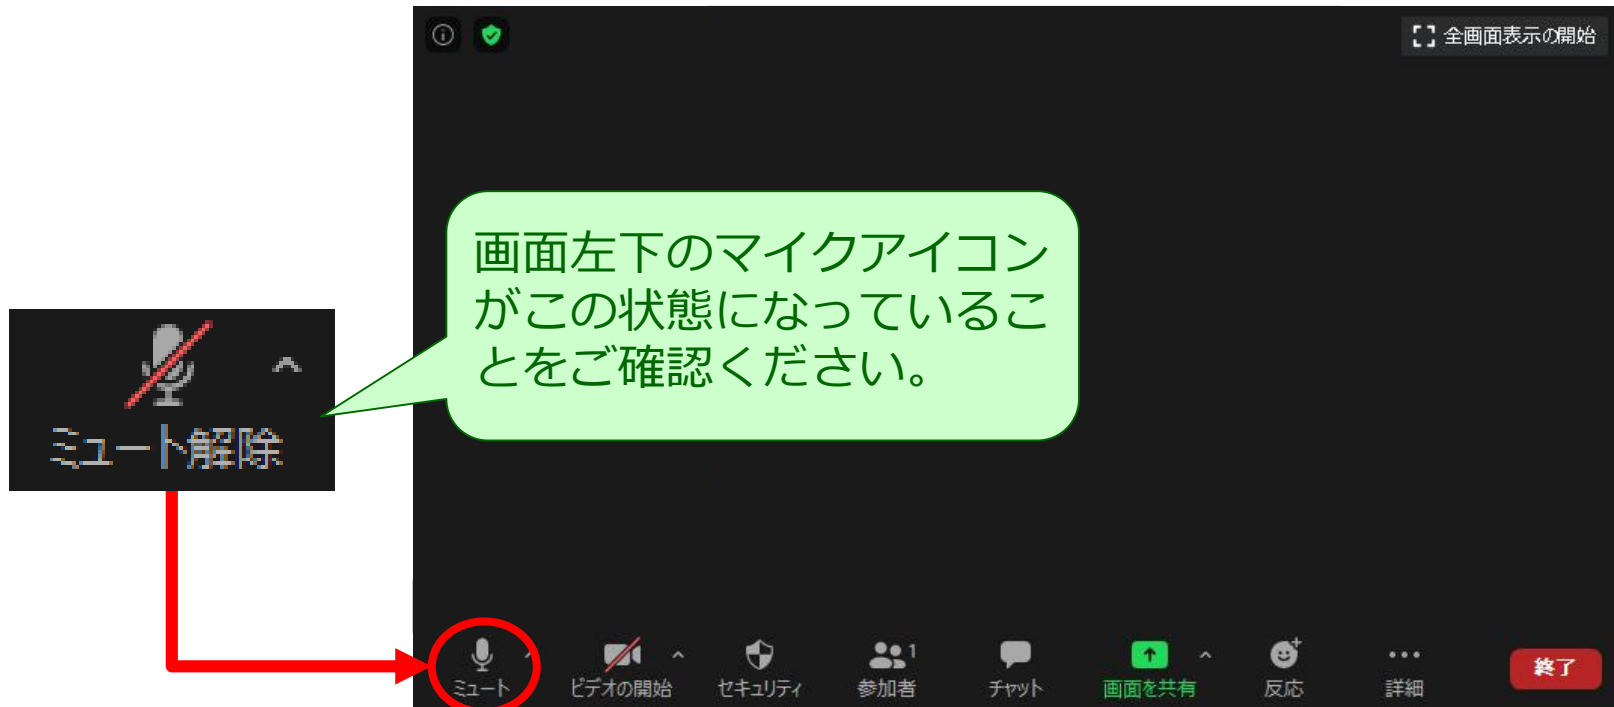 全画面表示の開始
画面左下のマイクアイコン
がこの状態になっているこ
とをご確認ください。
ミュート解除
ミュート
ビデオの開始
セキュリティ
参加者
1
チャット
画面を共有
反応
詳細
終了